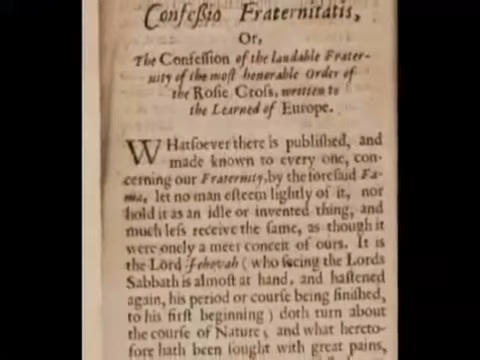 Confeßio Fraternitatis,
Or,
The Confession of the laudable Frater-
nity of the moſt honorable Order of
the Roſie Croſs, written to
the Learned of Europe.
WHatſoever there is publiſhed, and
made known to every one, con-
cerning our Fraternity, by the foreſaid Fa-
ma, let no man eſteem lightly of it, nor
hold it as an idle or invented thing, and
much leſs receive the ſame, as though it
were onely a meer conceit of ours. It is
the Lord Jehovah (who ſeeing the Lords
Sabbath is almoſt at hand, and haſtened
again, his period or courſe being finiſhed,
to his firſt beginning) doth turn about
the courſe of Nature; and what hereto-
fore hath been ſought with great pains,